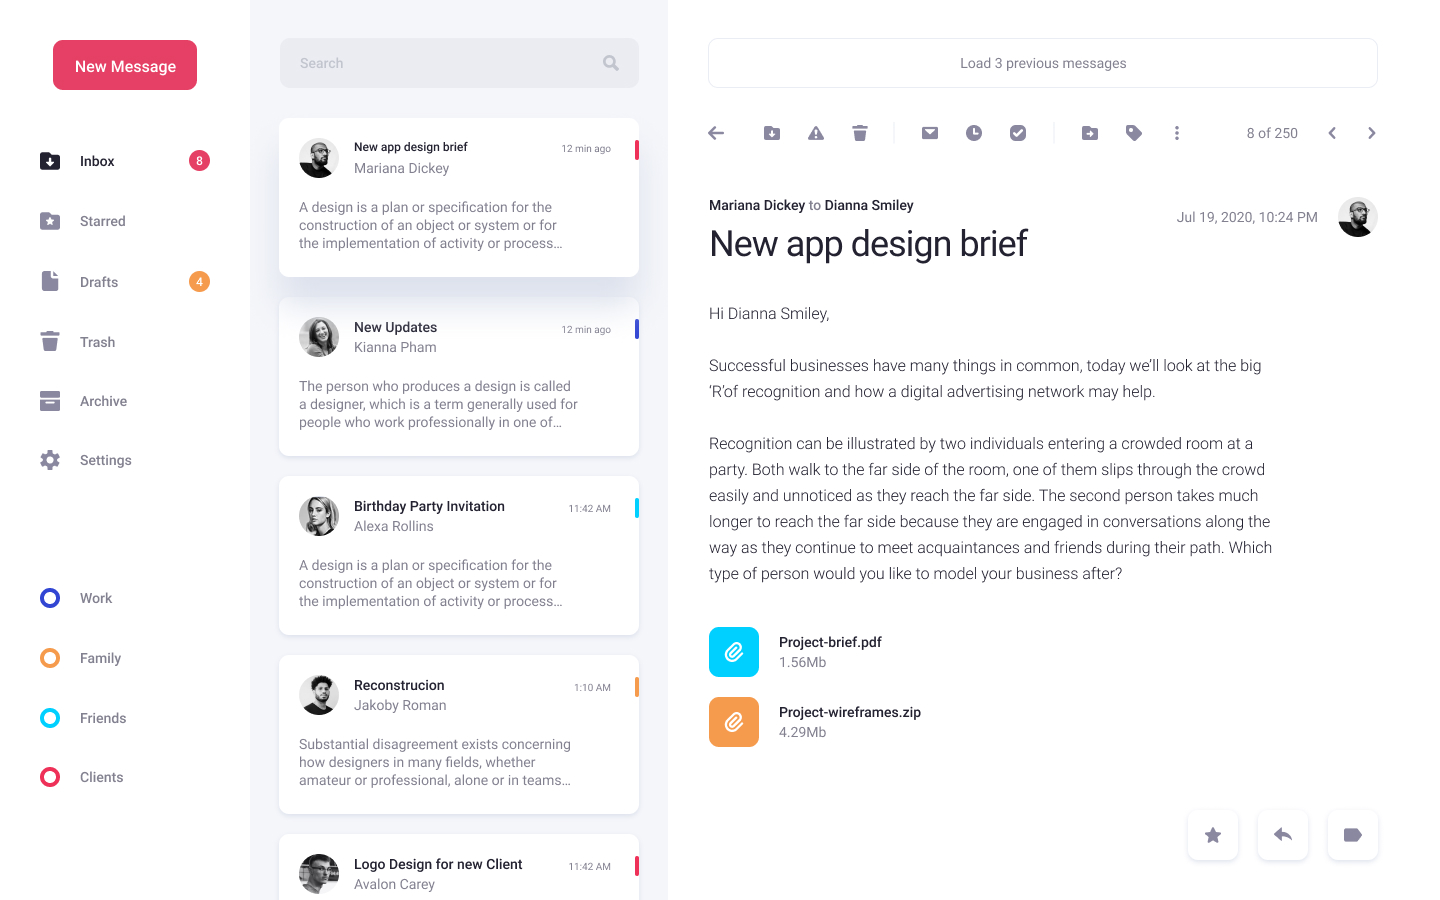 New Message
Inbox
8
Starred
Drafts
4
Trash
Archive
Settings
Work
Family
Friends
Clients
Search
New app design brief
12 min ago
Mariana Dickey
A design is a plan or specification for the
construction of an object or system or for
the implementation of activity or process...
New Updates
12 min ago
Kianna Pham
The person who produces a design is called
a designer, which is a term generally used for
people who work professionally in one of...
Birthday Party Invitation
11:42 AM
Alexa Rollins
A design is a plan or specification for the
construction of an object or system or for
the implementation of activity or process...
Reconstrucion
1:10 AM
Jakoby Roman
Substantial disagreement exists concerning
how designers in many fields, whether
amateur or professional, alone or in teams...
Logo Design for new Client
11:42 AM
Avalon Carey
Load 3 previous messages
8 of 250
Mariana Dickey to Dianna Smiley
Jul 19, 2020, 10:24 PM
New app design brief
Hi Dianna Smiley,
Successful businesses have many things in common, today we’ll look at the big
‘R’of recognition and how a digital advertising network may help.
Recognition can be illustrated by two individuals entering a crowded room at a
party. Both walk to the far side of the room, one of them slips through the crowd
easily and unnoticed as they reach the far side. The second person takes much
longer to reach the far side because they are engaged in conversations along the
way as they continue to meet acquaintances and friends during their path. Which
type of person would you like to model your business after?
Project-brief.pdf
1.56Mb
Project-wireframes.zip
4.29Mb